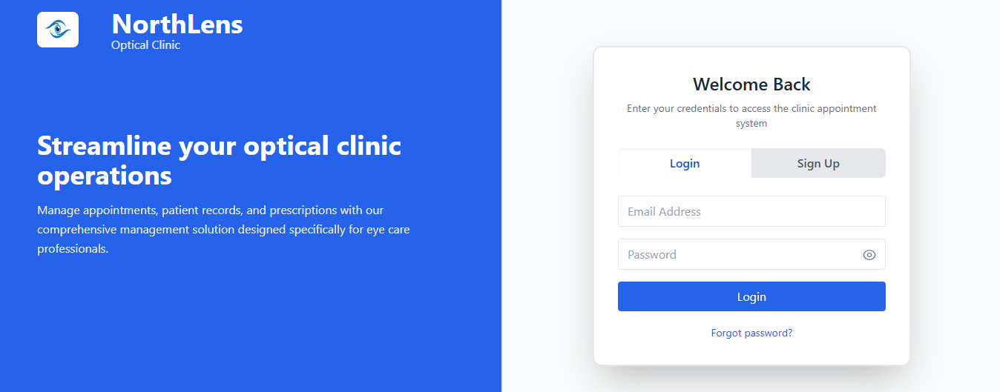 NorthLens
Optical Clinic
Streamline your optical clinic
operations
Manage appointments, patient records, and prescriptions with our
comprehensive management solution designed specifically for eye care
professionals.
Welcome Back
Enter your credentials to access the clinic appointment
system
Login
Sign Up
Email Address
Password
Login
Forgot password?